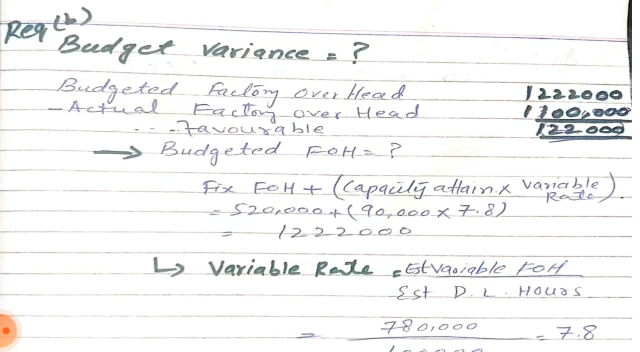 Req (b)
Budget Variance = ?
Budgeted Factory Over Head 1222000
- Actual Factory over Head 1100,000
Favourable 122000
→ Budgeted FOH = ?
Fix FOH + (Capacity attain x Variable Rate).
= 520,000 + (90,000 x 7.8)
= 1222000
↳ Variable Rate = Est Variable FOH
Est D. L. Hours
= 780,000 = 7.8